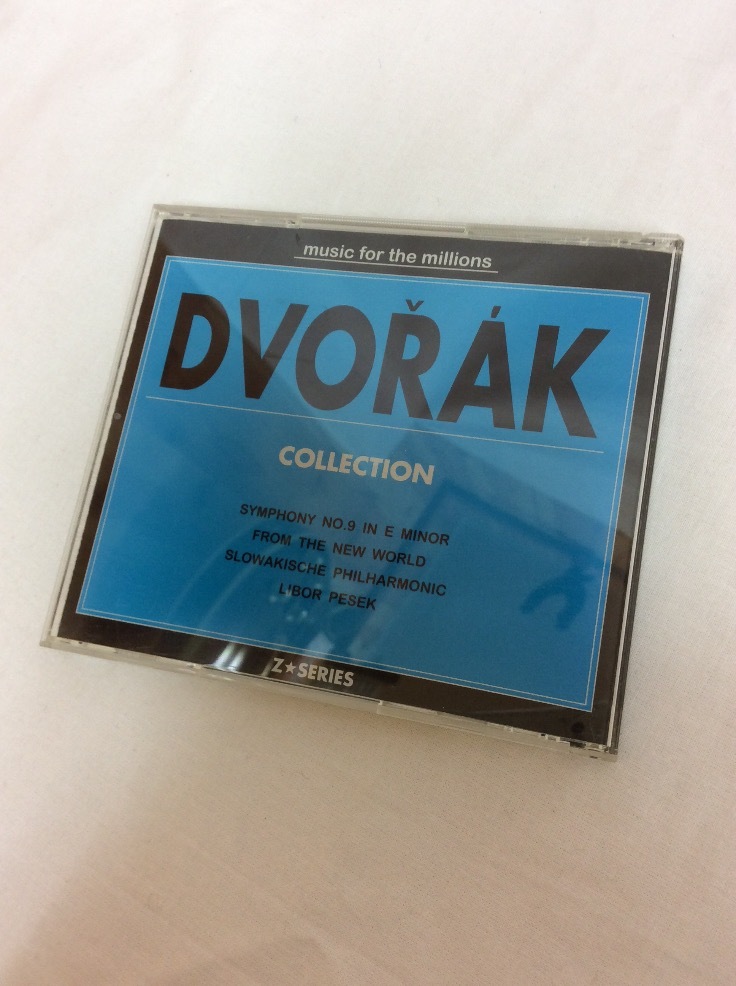 music for the millions
DVOŘÁK
COLLECTION
SYMPHONY NO.9 IN E MINOR
FROM THE NEW WORLD
SLOWAKISCHE PHILHARMONIC
LIBOR PESEK
Z★SERIES